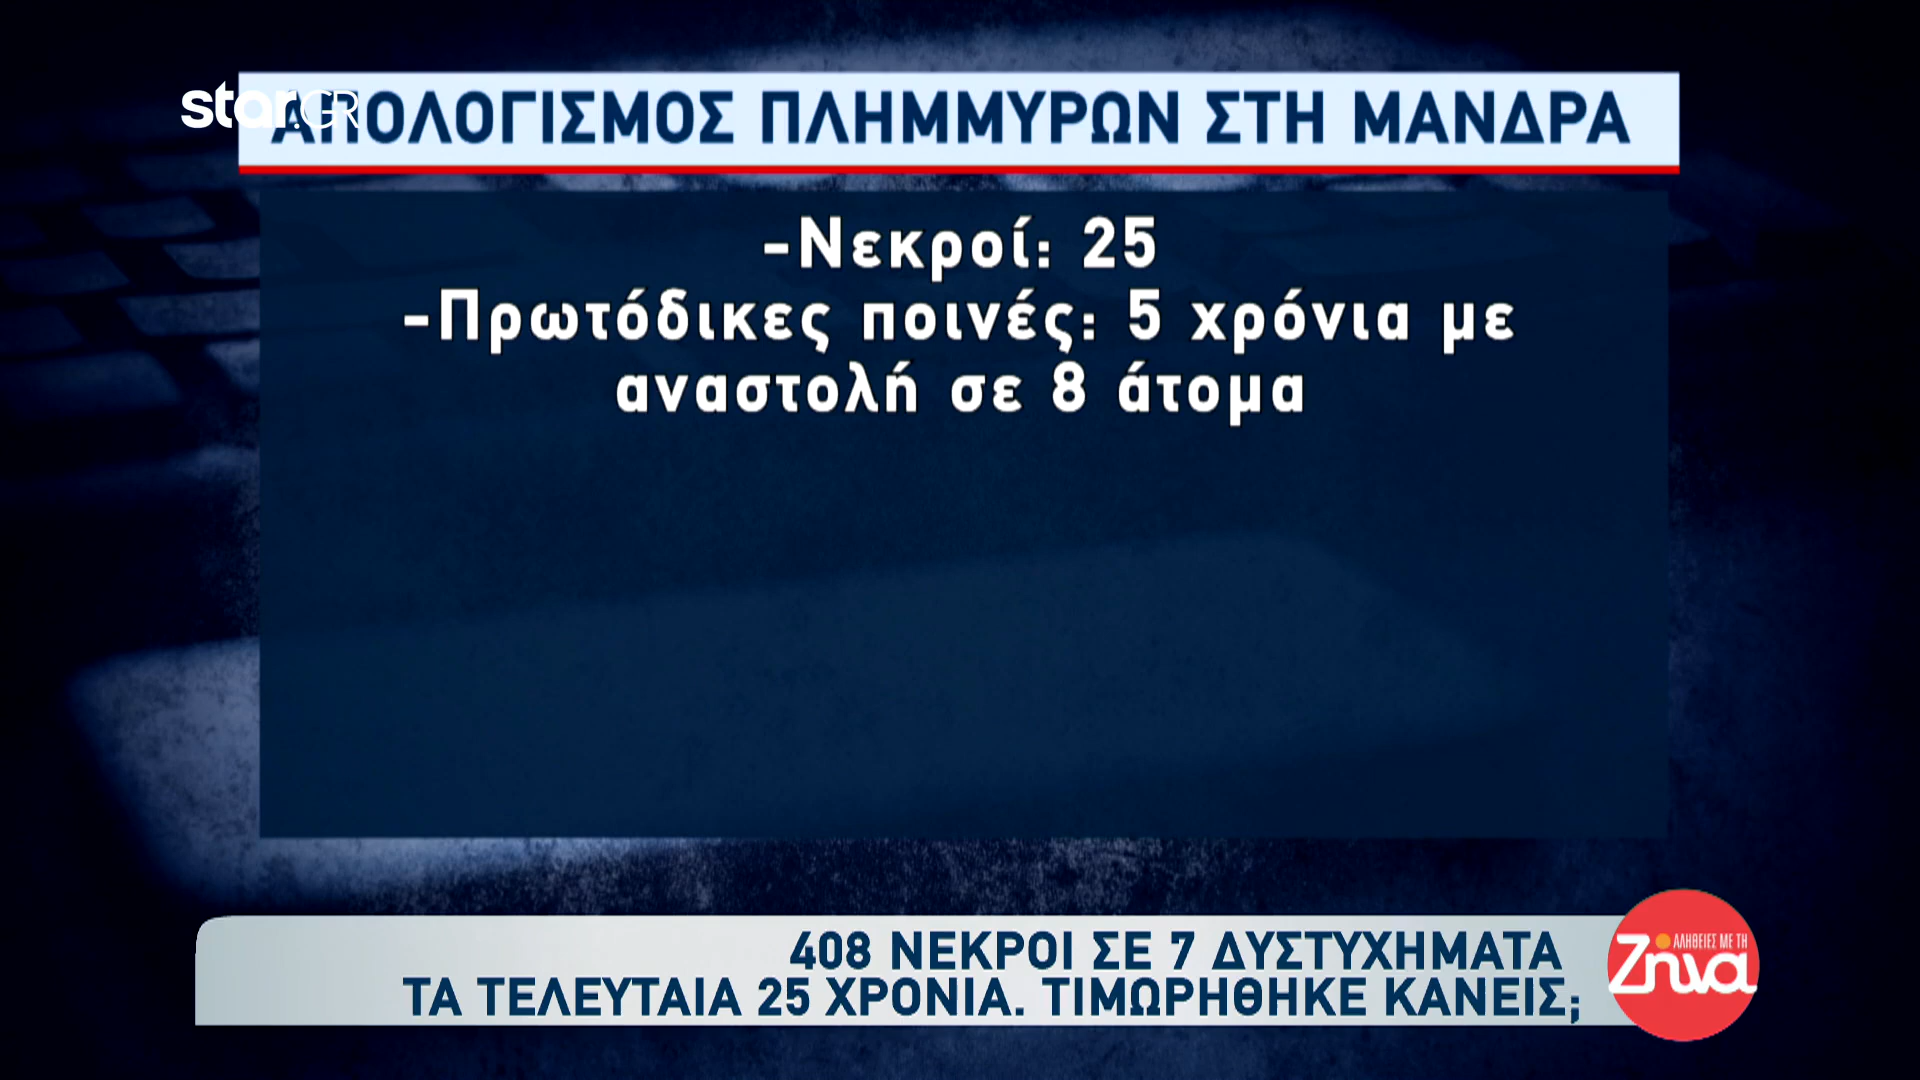 star.GR
ΑΠΟΛΟΓΙΣΜΟΣ ΠΛΗΜΜΥΡΩΝ ΣΤΗ ΜΑΝΔΡΑ
-Νεκροί: 25
-Πρωτόδικες ποινές: 5 χρόνια με
αναστολή σε 8 άτομα
408 ΝΕΚΡΟΙ ΣΕ 7 ΔΥΣΤΥΧΗΜΑΤΑ
ΤΑ ΤΕΛΕΥΤΑΙΑ 25 ΧΡΟΝΙΑ. ΤΙΜΩΡΗΘΗΚΕ ΚΑΝΕΙΣ;
ΑΛΗΘΕΙΕΣ ΜΕ ΤΗ
Ζήνα